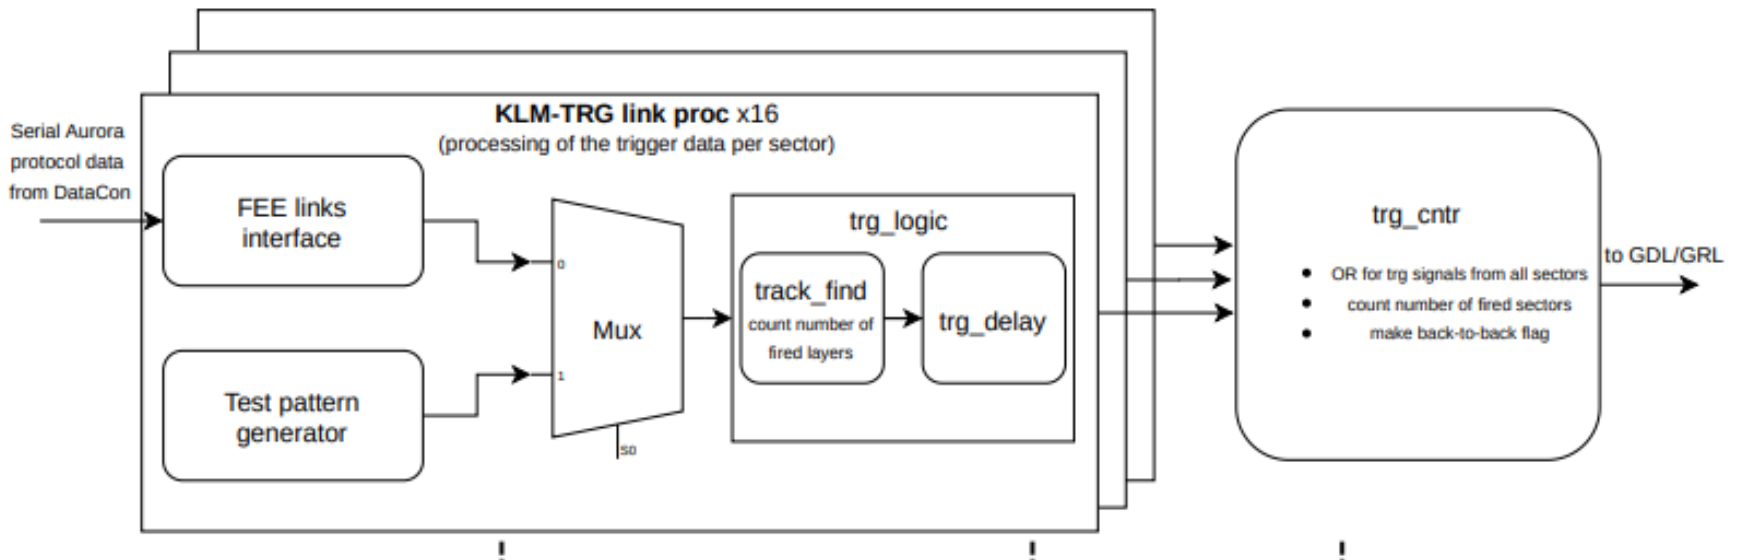 KLM-TRG link proc x16
(processing of the trigger data per sector)
Serial Aurora
protocol data
from DataCon
FEE links
interface
Test pattern
generator
0
1
Mux
S0
trg_logic
track_find
count number of
fired layers
trg_delay
trg_cntr
• OR for trg signals from all sectors
• count number of fired sectors
• make back-to-back flag
to GDL/GRL